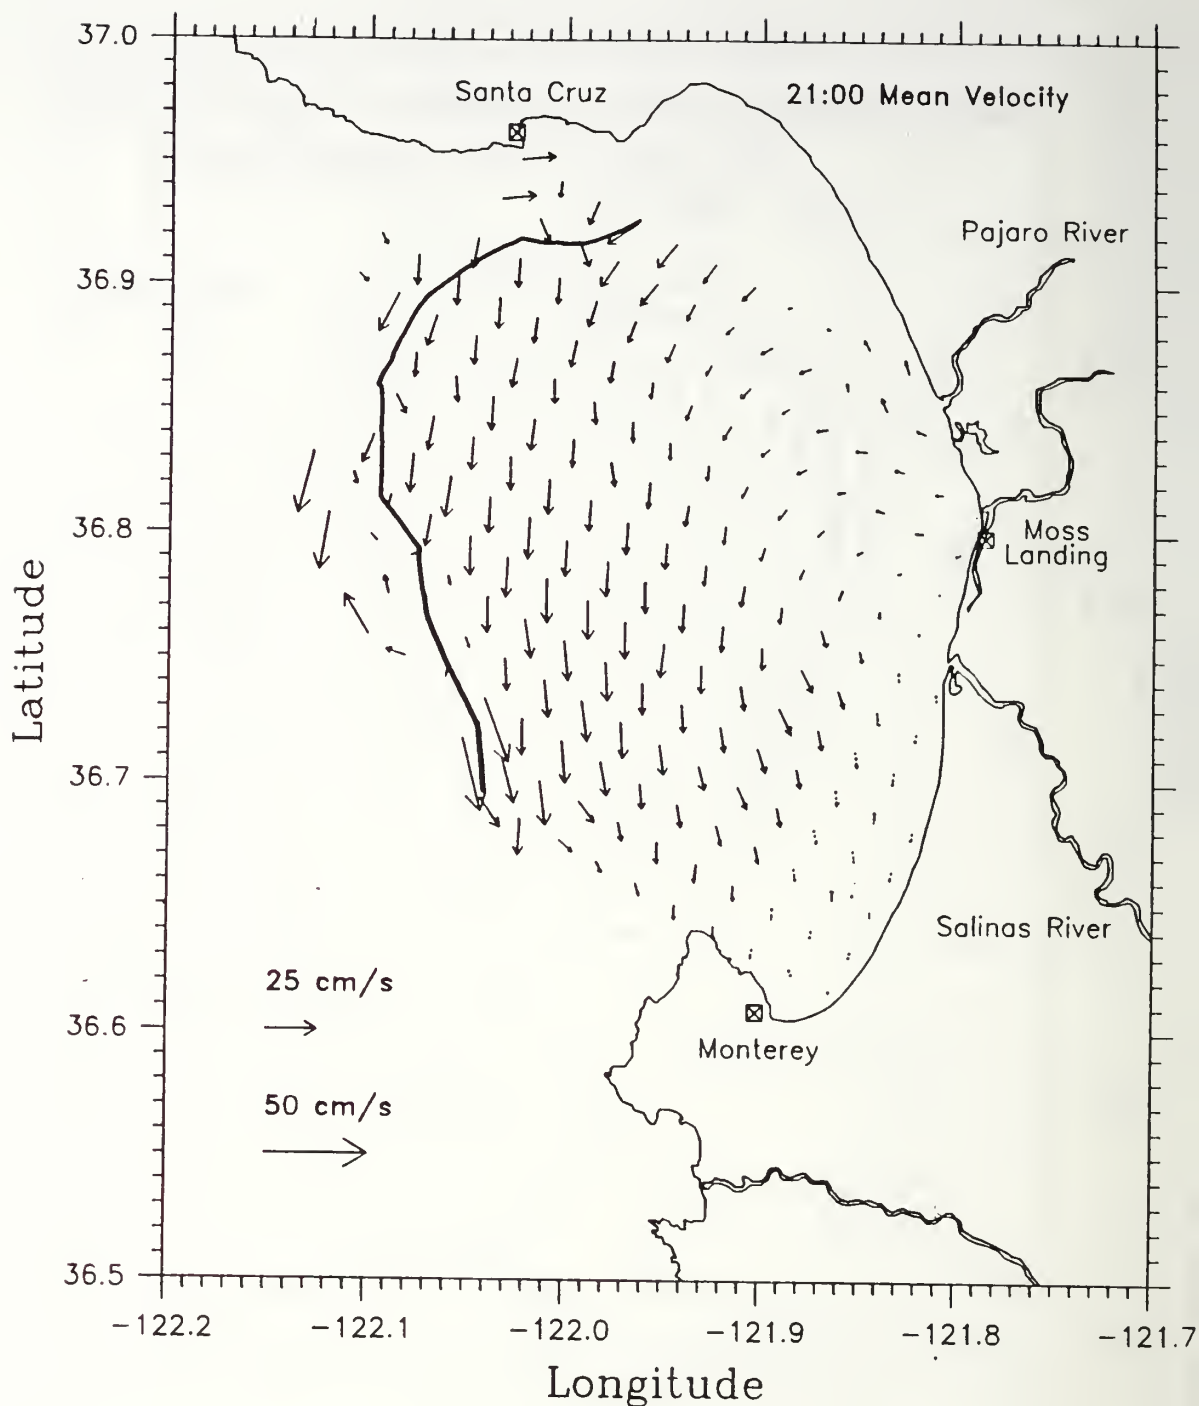 37.0
Santa Cruz
21:00 Mean Velocity
Pajaro River
36.9
36.8
Moss
Landing
Latitude
36.7
Salinas River
25 cm/s
36.6
Monterey
50 cm/s
36.5
-122.2
-122.1
-122.0
-121.9
-121.8
-121.7
Longitude